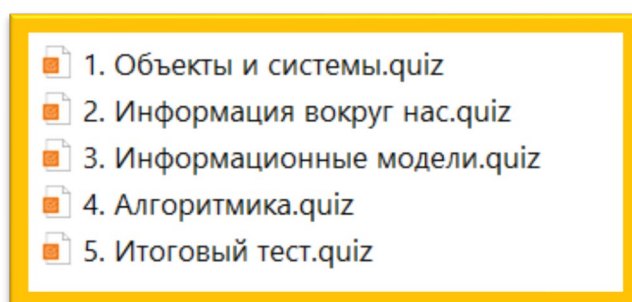 1. Объекты и системы.quiz
2. Информация вокруг нас.quiz
3. Информационные модели.quiz
4. Алгоритмика.quiz
5. Итоговый тест.quiz